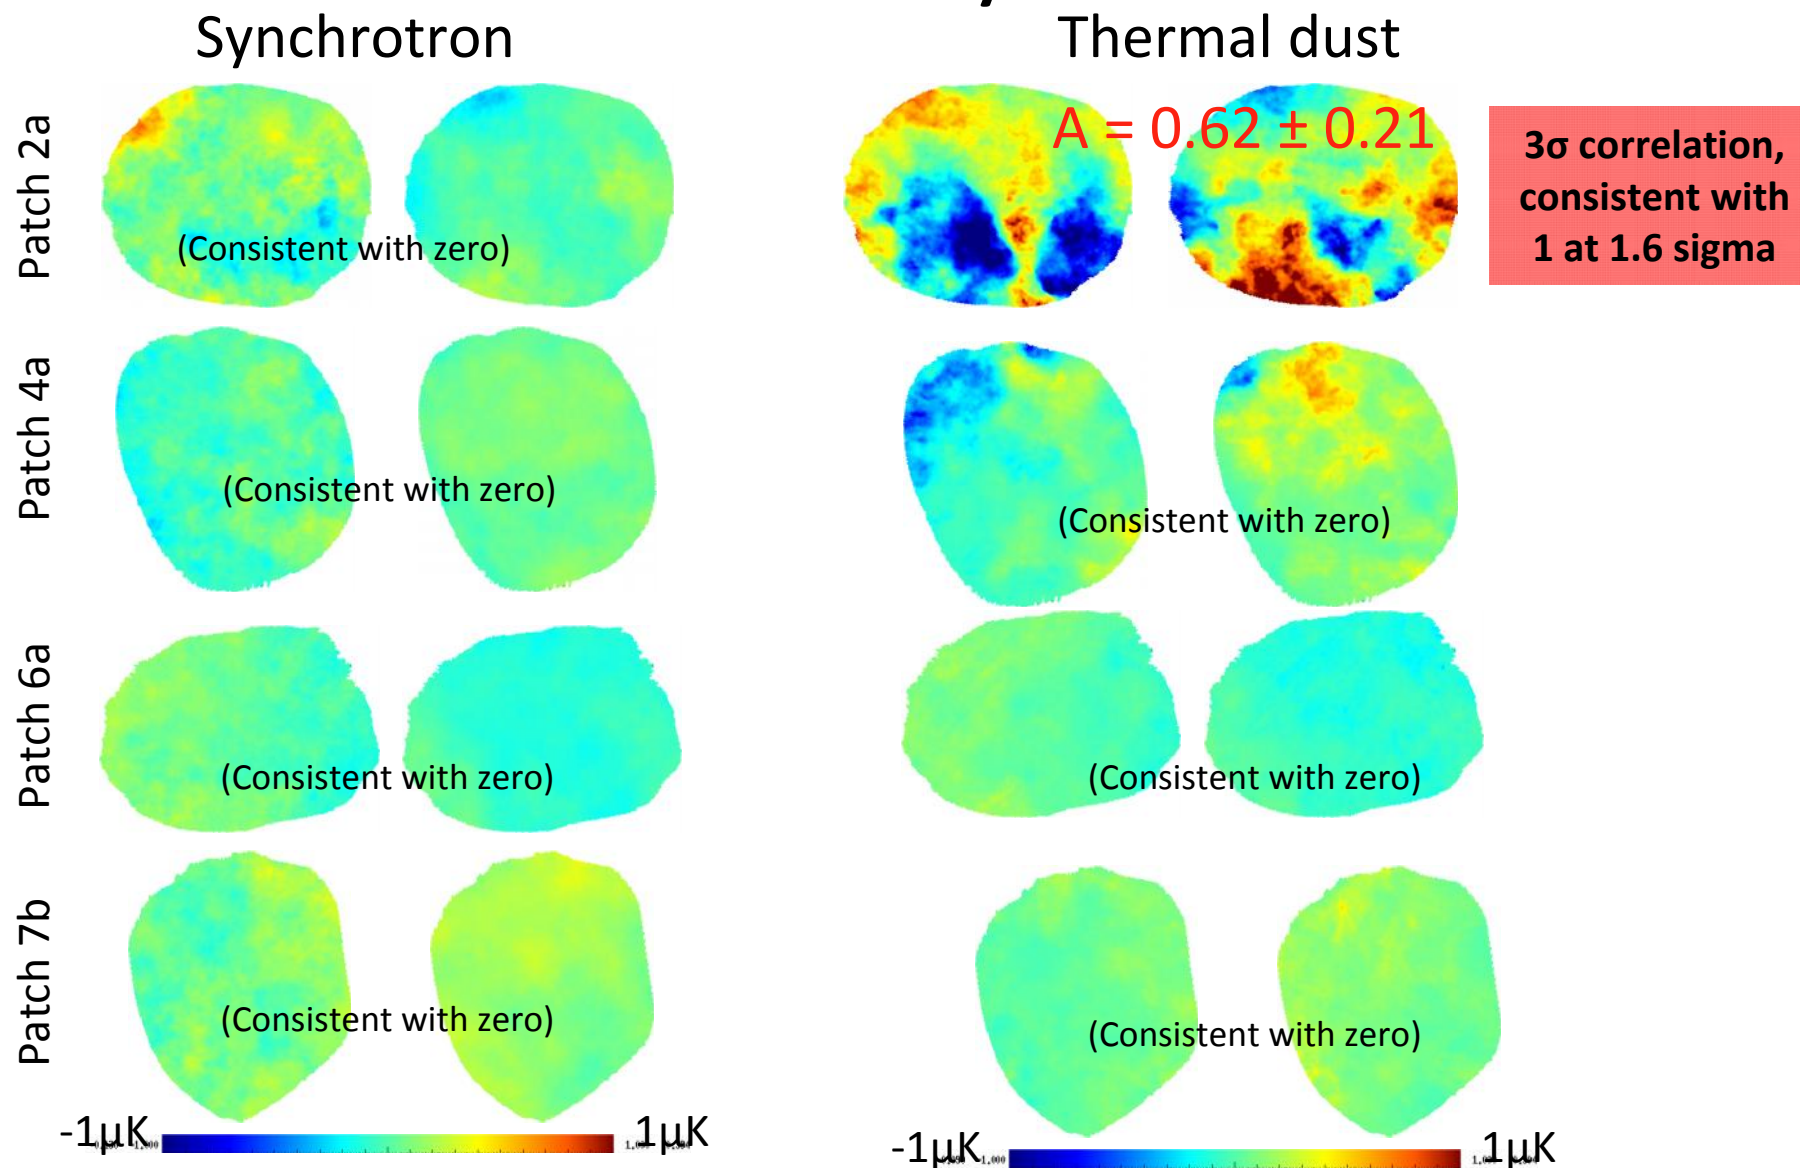 Synchrotron
Thermal dust
Patch 2a
(Consistent with zero)
A = 0.62 ± 0.21
3σ correlation,
consistent with
1 at 1.6 sigma
Patch 4a
(Consistent with zero)
(Consistent with zero)
Patch 6a
(Consistent with zero)
(Consistent with zero)
Patch 7b
(Consistent with zero)
(Consistent with zero)
-1μK
1μK
-1μK
1μK